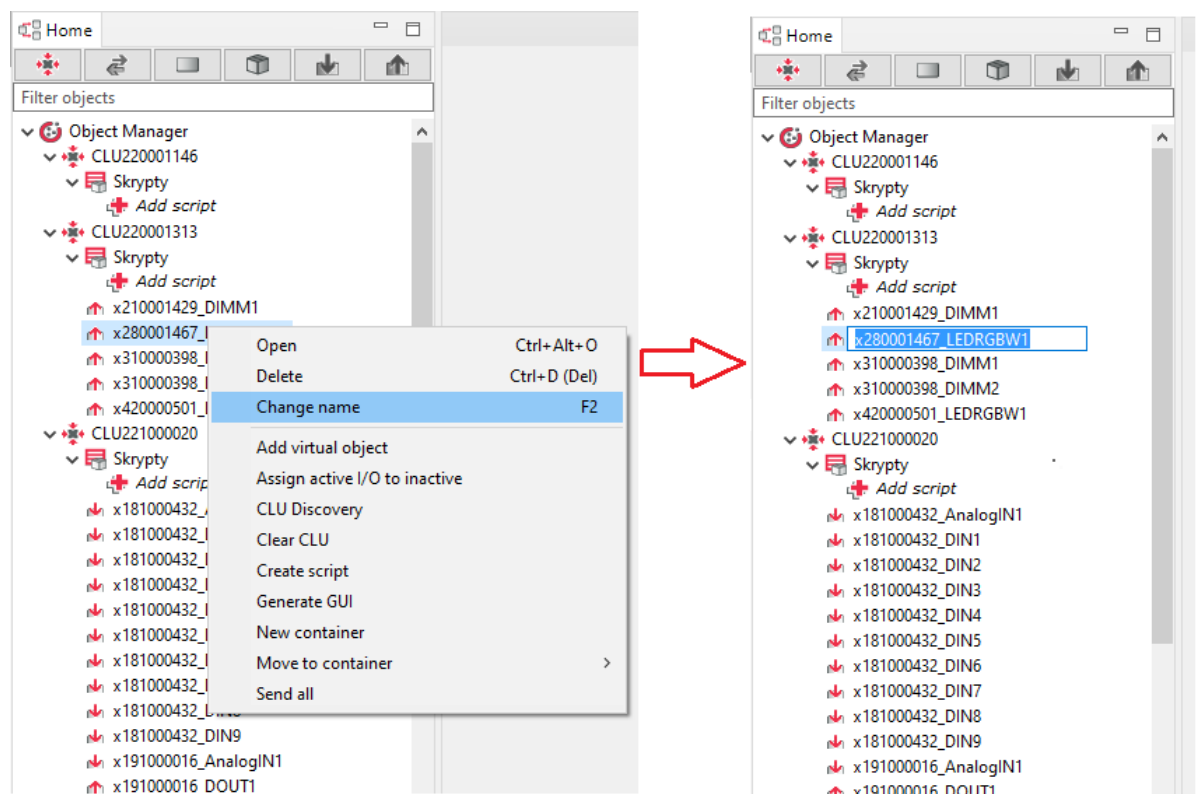 Home
Filter objects
Object Manager
CLU220001146
Skrypty
Add script
CLU220001313
Skrypty
Add script
x210001429_DIMM1
x280001467_
x310000398_
x310000398_
x420000501_
CLU221000020
Skrypty
Add scrip
x181000432_
x181000432_
x181000432_
x181000432_
x181000432_
x181000432_
x181000432_
x181000432_
x181000432_
x181000432_DIN9
x191000016_AnalogIN1
x191000016_DOUT1
Open Ctrl+Alt+O
Delete Ctrl+D (Del)
Change name F2
Add virtual object
Assign active I/O to inactive
CLU Discovery
Clear CLU
Create script
Generate GUI
New container
Move to container
Send all
Home
Filter objects
Object Manager
CLU220001146
Skrypty
Add script
CLU220001313
Skrypty
Add script
x210001429_DIMM1
x280001467_LEDRGBW1
x310000398_DIMM1
x310000398_DIMM2
x420000501_LEDRGBW1
CLU221000020
Skrypty
Add script
x181000432_AnalogIN1
x181000432_DIN1
x181000432_DIN2
x181000432_DIN3
x181000432_DIN4
x181000432_DIN5
x181000432_DIN6
x181000432_DIN7
x181000432_DIN8
x181000432_DIN9
x191000016_AnalogIN1
x191000016_DOUT1